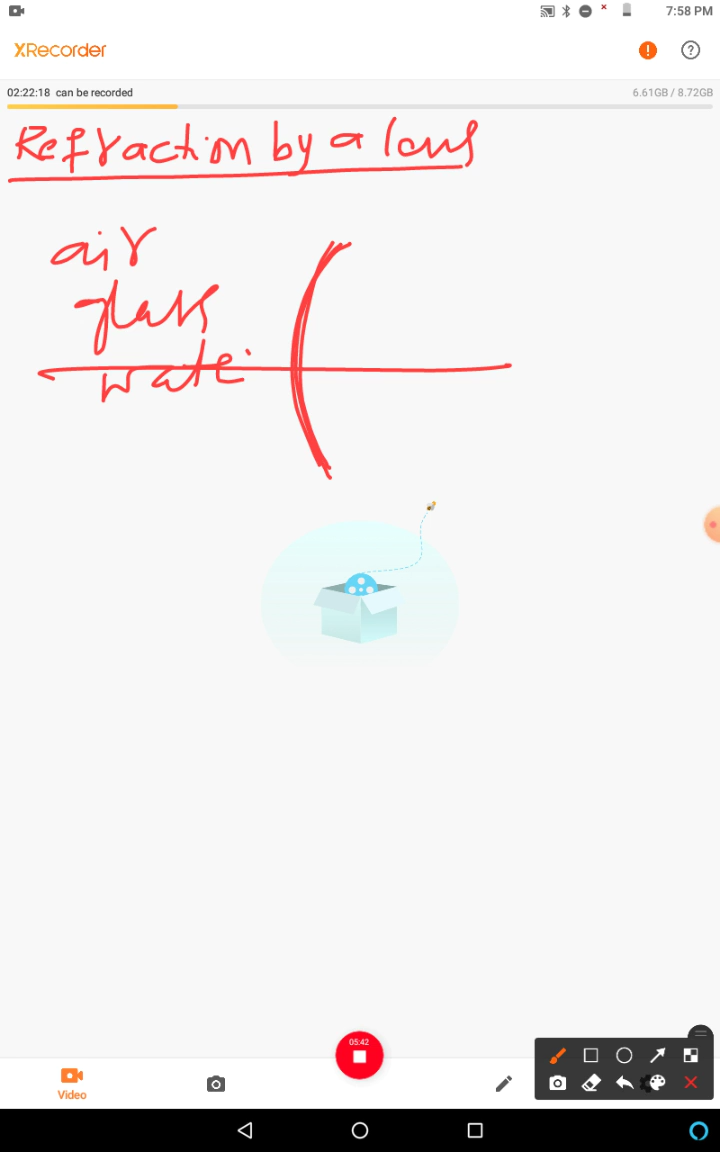 7:58 PM
XRecorder
02:22:18 can be recorded 6.61GB / 8.72GB
Refraction by a lens
air
glass
wate
05:42
Video